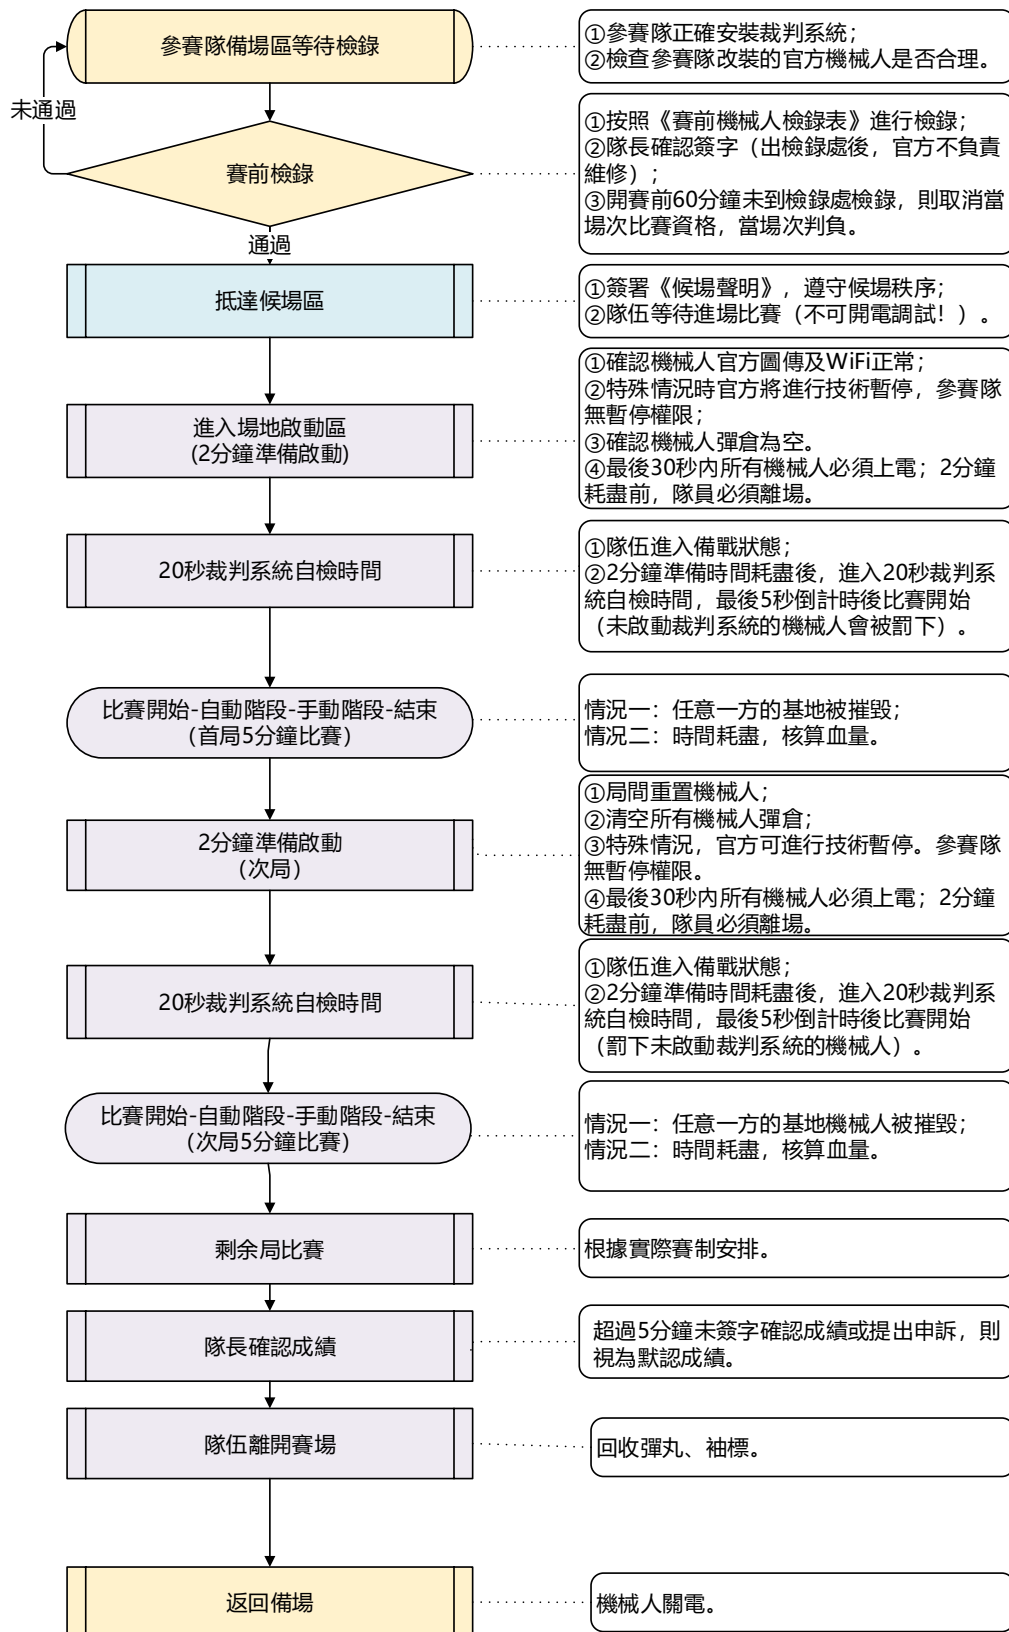 參賽隊備場區等待檢錄
①參賽隊正確安裝裁判系統；
②檢查參賽隊改裝的官方機械人是否合理。
未通過
賽前檢錄
①按照《賽前機械人檢錄表》進行檢錄；
②隊長確認簽字（出檢錄處後，官方不負責
維修）；
③開賽前60分鐘未到檢錄處檢錄，則取消當
場次比賽資格，當場次判負。
通過
抵達候場區
①簽署《候場聲明》，遵守候場秩序；
②隊伍等待進場比賽（不可開電調試！）。
進入場地啟動區
(2分鐘準備啟動)
①確認機械人官方圖傳及WiFi正常；
②特殊情況時官方將進行技術暫停，參賽隊
無暫停權限；
③確認機械人彈倉為空。
④最後30秒内所有機械人必須上電；2分鐘
耗盡前，隊員必須離場。
20秒裁判系統自檢時間
①隊伍進入備戰狀態；
②2分鐘準備時間耗盡後，進入20秒裁判系
統自檢時間，最後5秒倒計時後比賽開始
（未啟動裁判系統的機械人會被罰下）。
比賽開始-自動階段-手動階段-結束
（首局5分鐘比賽）
情況一：任意一方的基地被摧毀；
情況二：時間耗盡，核算血量。
2分鐘準備啟動
(次局)
①局間重置機械人；
②清空所有機械人彈倉；
③特殊情況，官方可進行技術暫停。參賽隊
無暫停權限。
④最後30秒内所有機械人必須上電；2分鐘
耗盡前，隊員必須離場。
20秒裁判系統自檢時間
①隊伍進入備戰狀態；
②2分鐘準備時間耗盡後，進入20秒裁判系
統自檢時間，最後5秒倒計時後比賽開始
（罰下未啟動裁判系統的機械人）。
比賽開始-自動階段-手動階段-結束
（次局5分鐘比賽）
情況一：任意一方的基地機械人被摧毀；
情況二：時間耗盡，核算血量。
剩余局比賽
根據實際賽制安排。
隊長確認成績
超過5分鐘未簽字確認成績或提出申訴，則
視為默認成績。
隊伍離開賽場
回收彈丸、袖標。
返回備場
機械人關電。